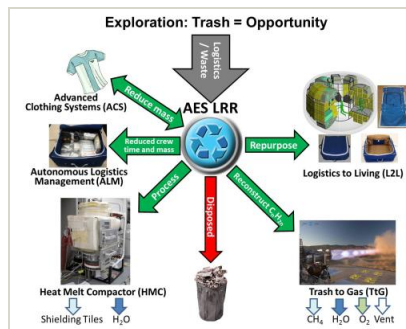 Exploration: Trash = Opportunity
Logistics
/ Waste
Advanced
Clothing Systems (ACS)
Reduce mass
AES LRR
Reduced crew
time and mass
Repurpose
Autonomous Logistics
Management (ALM)
Logistics to Living (L2L)
Process
Disposed
Reconstruct CxHm
Heat Melt Compactor (HMC)
Trash to Gas (TtG)
Shielding Tiles H₂O
CH₄ H₂O O₂ Vent